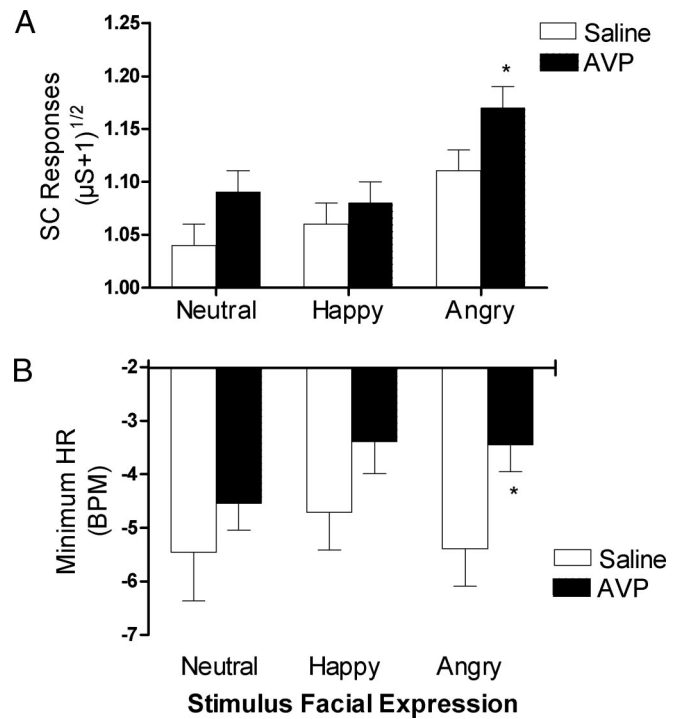 A
SC Responses
(µS+1)^1/2
1.25
1.20
1.15
1.10
1.05
1.00
Saline
AVP
*
Neutral Happy Angry
B
Minimum HR
(BPM)
-2
-3
-4
-5
-6
-7
*
Saline
AVP
Neutral Happy Angry
Stimulus Facial Expression